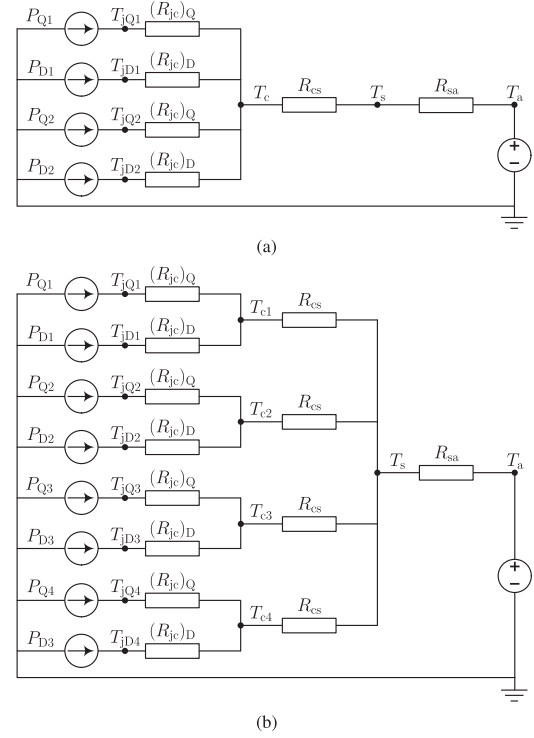 P_Q1 T_jQ1 (R_jc)_Q
P_D1 T_jD1 (R_jc)_D T_c R_cs T_s R_sa T_a
P_Q2 T_jQ2 (R_jc)_Q
+
−
P_D2 T_jD2 (R_jc)_D
(a)
P_Q1 T_jQ1 (R_jc)_Q
T_c1 R_cs
P_D1 T_jD1 (R_jc)_D
P_Q2 T_jQ2 (R_jc)_Q
T_c2 R_cs
P_D2 T_jD2 (R_jc)_D
T_s R_sa T_a
P_Q3 T_jQ3 (R_jc)_Q
T_c3 R_cs
P_D3 T_jD3 (R_jc)_D
+
−
P_Q4 T_jQ4 (R_jc)_Q
T_c4 R_cs
P_D3 T_jD4 (R_jc)_D
(b)